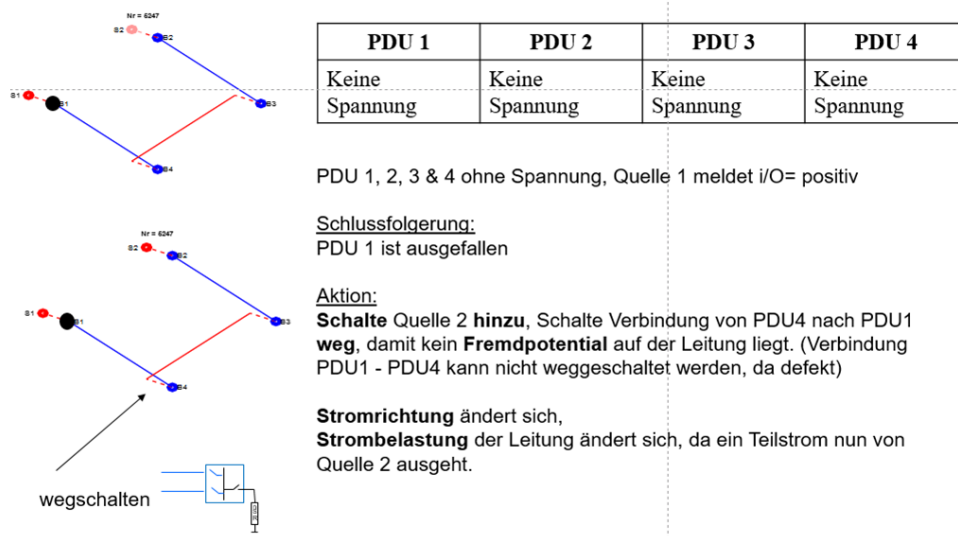 Nr = 6247
S2
B2
S1
B1
B3
B4
PDU 1 PDU 2 PDU 3 PDU 4
Keine Keine Keine Keine
Spannung Spannung Spannung Spannung
PDU 1, 2, 3 & 4 ohne Spannung, Quelle 1 meldet i/O= positiv
Schlussfolgerung:
PDU 1 ist ausgefallen
Nr = 6247
S2
B2
S1
B1
B3
B4
Aktion:
Schalte Quelle 2 hinzu, Schalte Verbindung von PDU4 nach PDU1
weg, damit kein Fremdpotential auf der Leitung liegt. (Verbindung
PDU1 - PDU4 kann nicht weggeschaltet werden, da defekt)
Stromrichtung ändert sich,
Strombelastung der Leitung ändert sich, da ein Teilstrom nun von
Quelle 2 ausgeht.
wegschalten